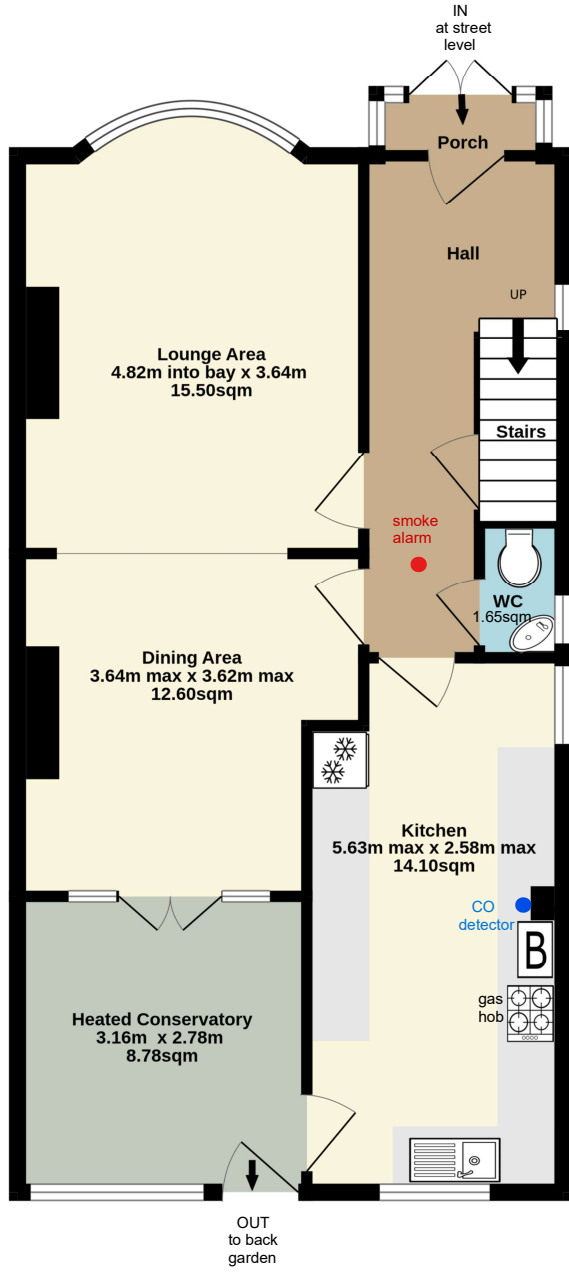 IN
at street
level
Porch
Hall
UP
Lounge Area
4.82m into bay x 3.64m
15.50sqm
Stairs
smoke
alarm
WC
1.65sqm
Dining Area
3.64m max x 3.62m max
12.60sqm
Kitchen
5.63m max x 2.58m max
14.10sqm
CO
detector
B
gas
hob
Heated Conservatory
3.16m x 2.78m
8.78sqm
OUT
to back
garden